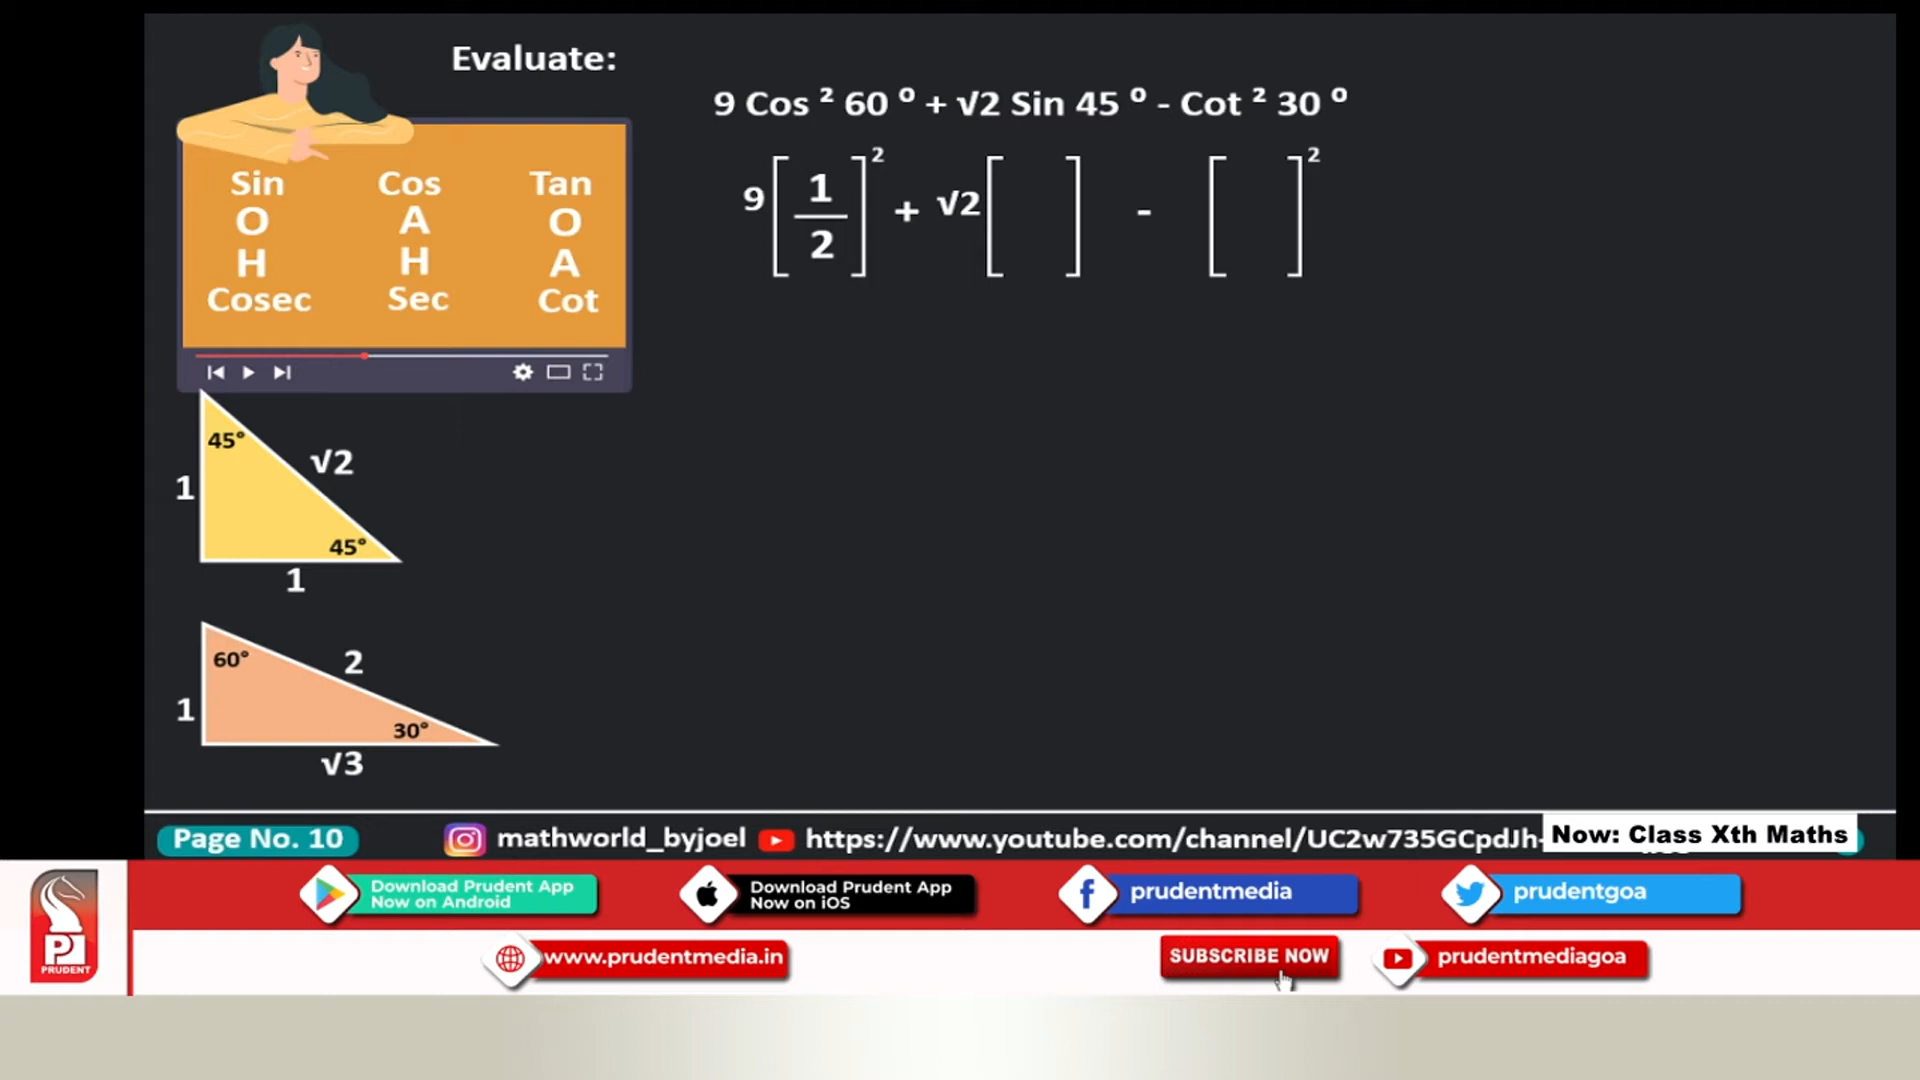 Evaluate:
9 Cos ² 60 ⁰ + √2 Sin 45 ⁰ - Cot ² 30 ⁰
9 [ 1/2 ]² + √2 [ ] - [ ]²
Sin Cos Tan
O A O
H H A
Cosec Sec Cot
45°
√2
1
45°
1
60°
2
1
30°
√3
Page No. 10 mathworld_byjoel https://www.youtube.com/channel/UC2w735GCpdJh-
Now: Class Xth Maths
Download Prudent App
Now on Android
Download Prudent App
Now on iOS
prudentmedia
prudentgoa
PRUDENT
www.prudentmedia.in
SUBSCRIBE NOW
prudentmediagoa